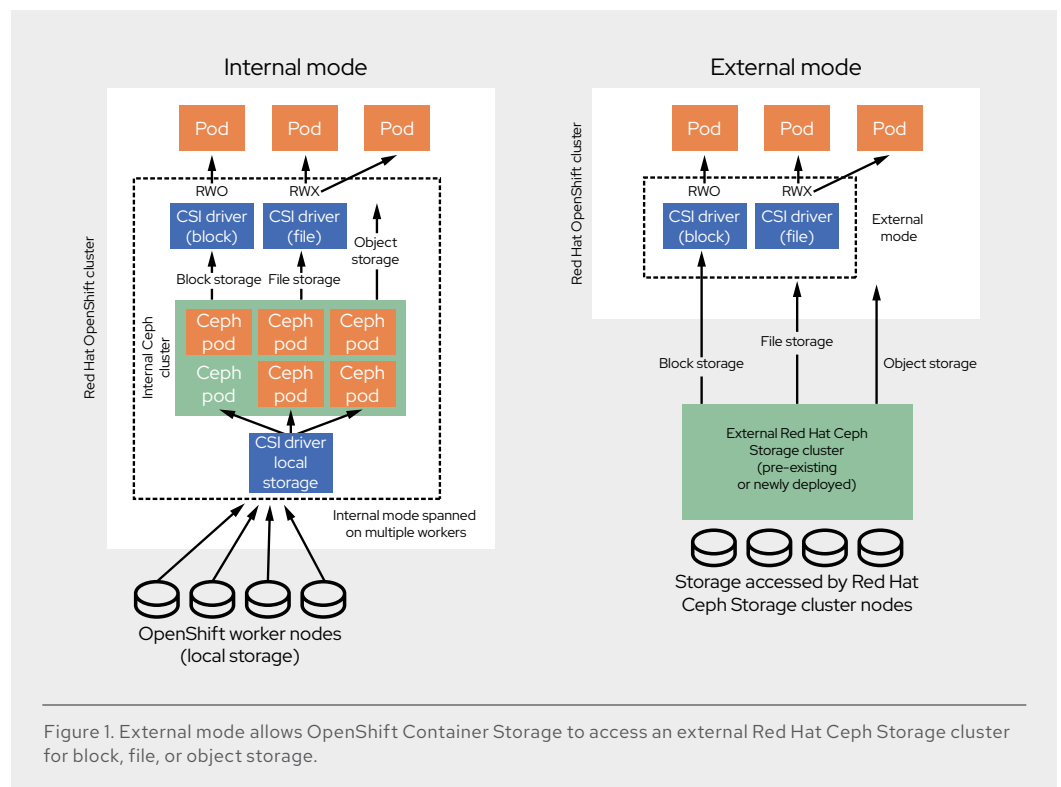 Internal mode
Pod
Pod
Pod
RWO
RWX
CSI driver
(block)
CSI driver
(file)
Object
storage
Block storage
File storage
Red Hat OpenShift cluster
Internal Ceph
cluster
Ceph
pod
Ceph
pod
Ceph
pod
Ceph
pod
Ceph
pod
Ceph
pod
CSI driver
local
storage
Internal mode spanned
on multiple workers
OpenShift worker nodes
(local storage)
External mode
Red Hat OpenShift cluster
Pod
Pod
Pod
RWO
RWX
CSI driver
(block)
CSI driver
(file)
External
mode
Block storage
File storage
Object storage
External Red Hat Ceph
Storage cluster
(pre-existing
or newly deployed)
Storage accessed by Red Hat
Ceph Storage cluster nodes
Figure 1. External mode allows OpenShift Container Storage to access an external Red Hat Ceph Storage cluster
for block, file, or object storage.